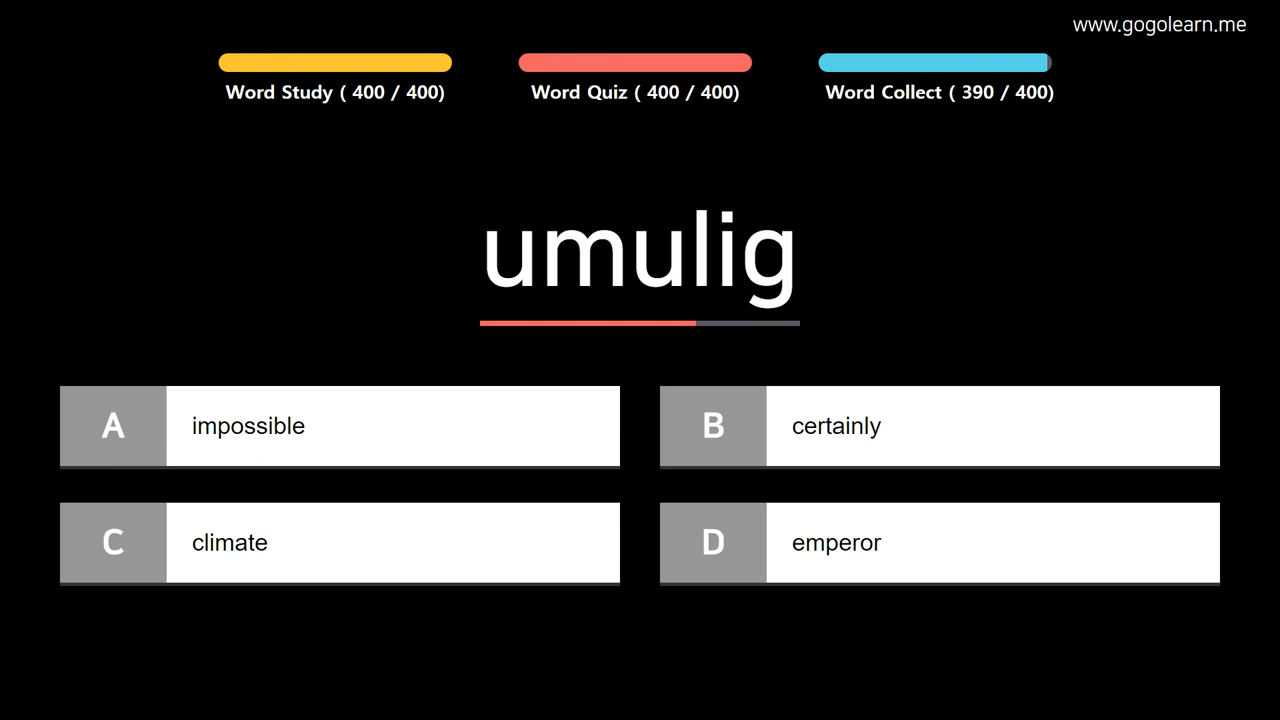 www.gogolearn.me
Word Study ( 400 / 400)
Word Quiz ( 400 / 400)
Word Collect ( 390 / 400)
umulig
A impossible
B certainly
C climate
D emperor